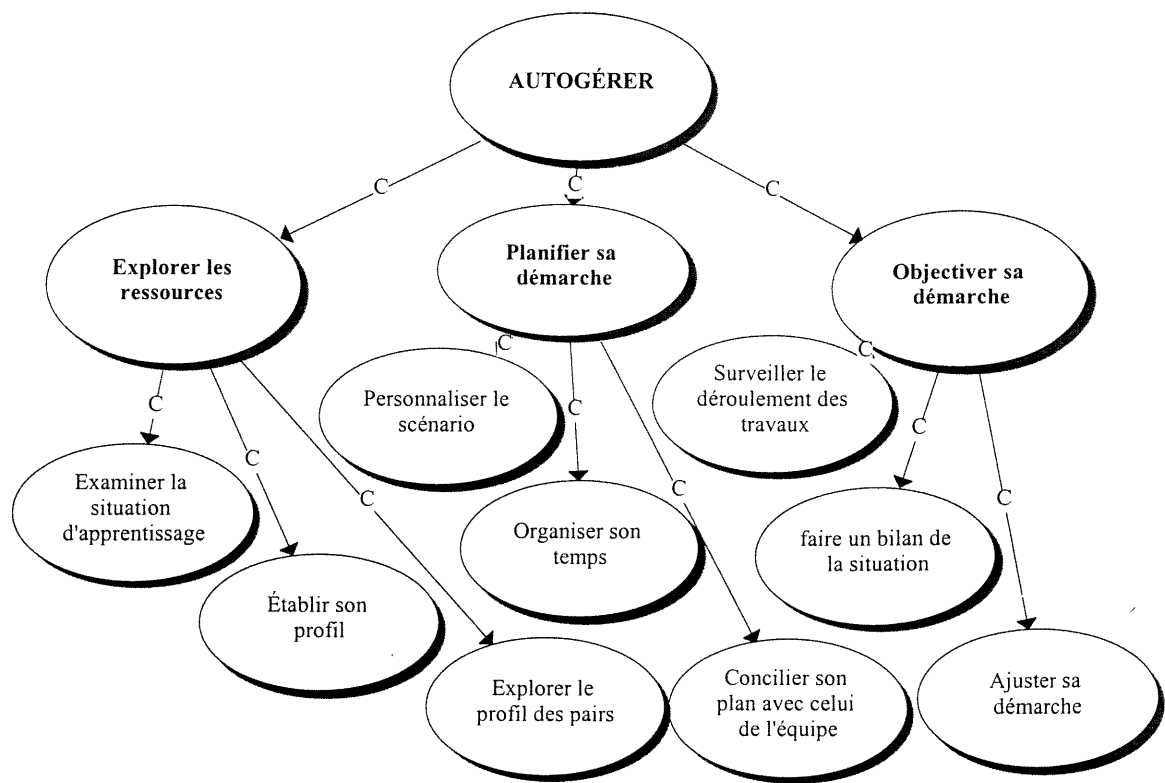 AUTOGÉRER
C
C
C
Explorer les
ressources
Planifier sa
démarche
Objectiver sa
démarche
C
C
C
Personnaliser le
scénario
C
C
C
Surveiller le
déroulement des
travaux
C
C
C
Examiner la
situation
d'apprentissage
Organiser son
temps
faire un bilan de
la situation
Établir son
profil
Explorer le
profil des pairs
Concilier son
plan avec celui
de l'équipe
Ajuster sa
démarche